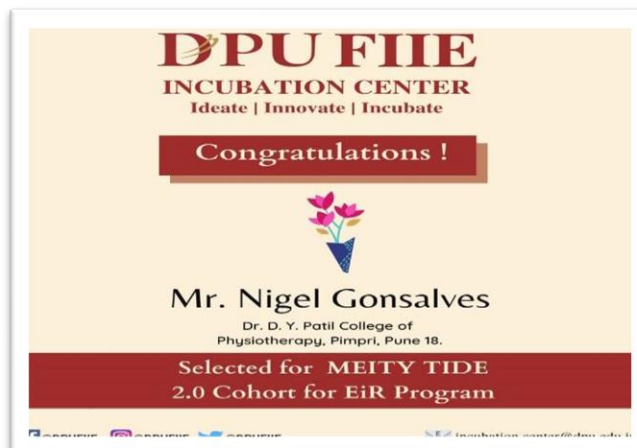 DPU FIIE
INCUBATION CENTER
Ideate | Innovate | Incubate
Congratulations !
Mr. Nigel Gonsalves
Dr. D. Y. Patil College of
Physiotherapy, Pimpri, Pune 18.
Selected for MEITY TIDE
2.0 Cohort for EiR Program